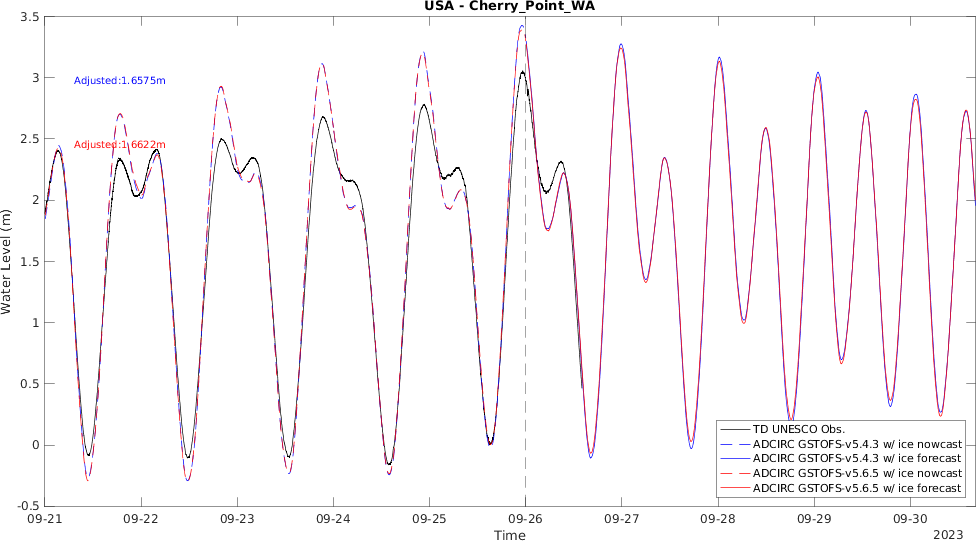 USA - Cherry_Point_WA
3.5
3
2.5
2
1.5
1
0.5
0
-0.5
Water Level (m)
Adjusted:1.6575m
Adjusted:1.6622m
TD UNESCO Obs.
ADCIRC GSTOFS-v5.4.3 w/ ice nowcast
ADCIRC GSTOFS-v5.4.3 w/ ice forecast
ADCIRC GSTOFS-v5.6.5 w/ ice nowcast
ADCIRC GSTOFS-v5.6.5 w/ ice forecast
09-21 09-22 09-23 09-24 09-25 09-26 09-27 09-28 09-29 09-30
Time
2023